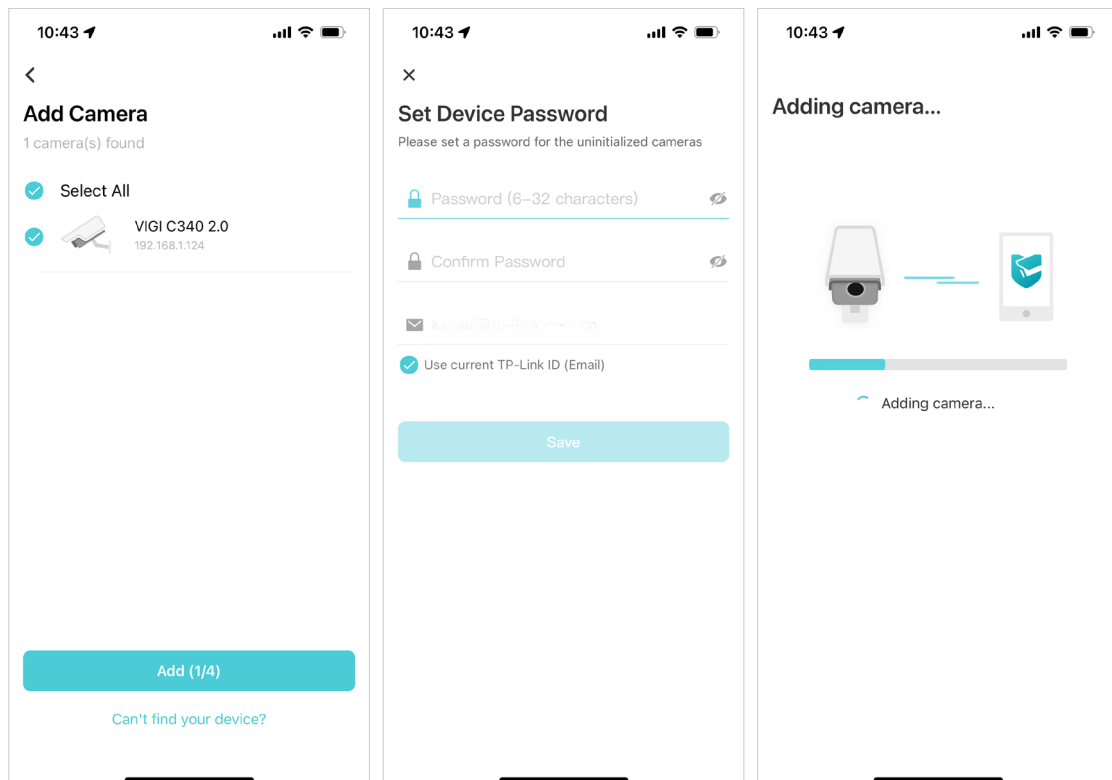 10:43
Add Camera
1 camera(s) found
Select All
VIGI C340 2.0
192.168.1.124
Add (1/4)
Can't find your device?
10:43
Set Device Password
Please set a password for the uninitialized cameras
Password (6–32 characters)
Confirm Password
Use current TP-Link ID (Email)
Save
10:43
Adding camera...
Adding camera...